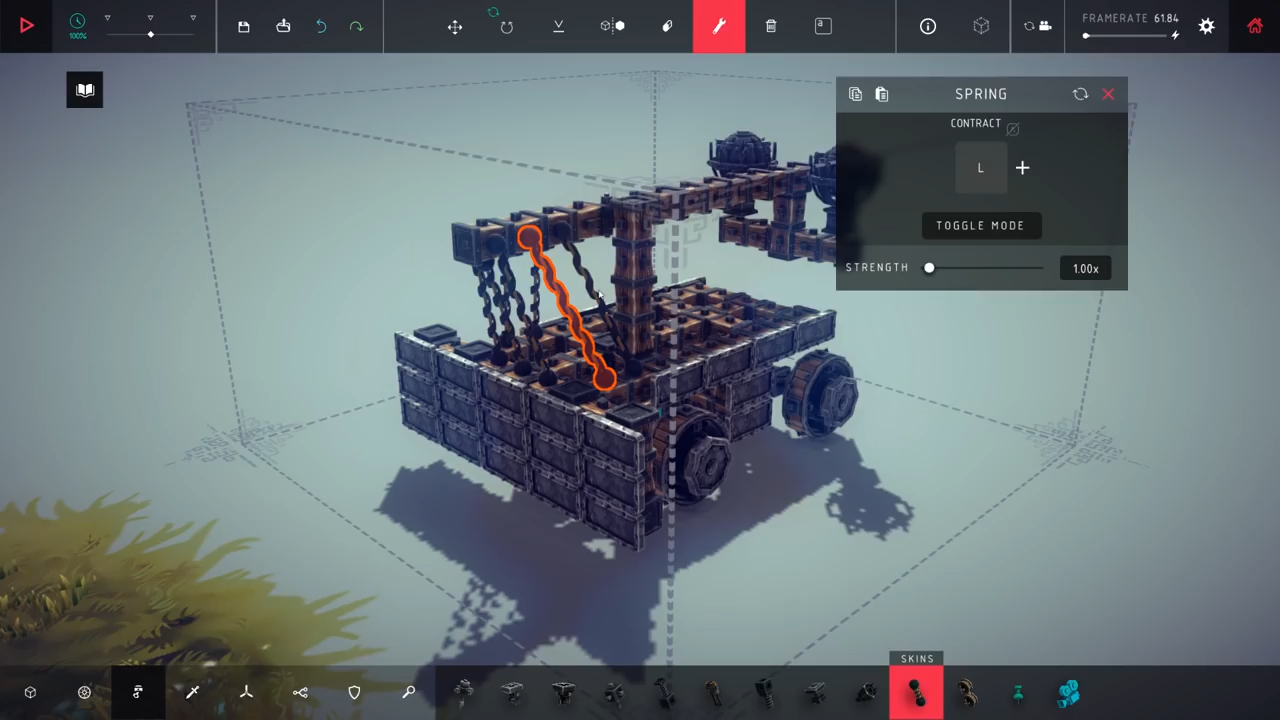 100%
a
FRAMERATE 61.84
SPRING
CONTRACT
L
TOGGLE MODE
STRENGTH 1.00x
SKINS